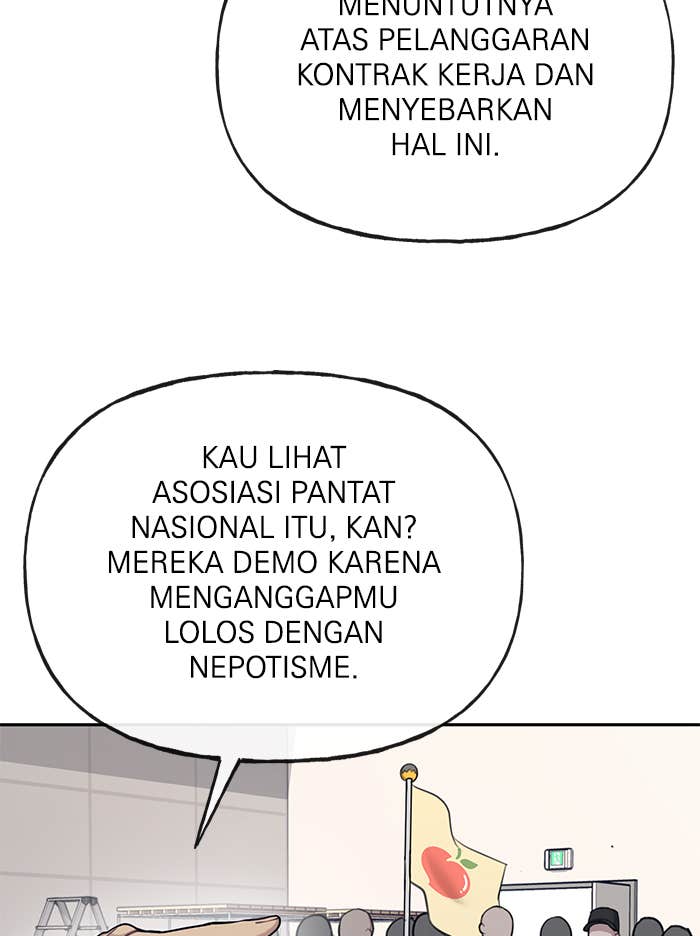 MENUNTUTNYA
ATAS PELANGGARAN
KONTRAK KERJA DAN
MENYEBARKAN
HAL INI.
KAU LIHAT
ASOSIASI PANTAT
NASIONAL ITU, KAN?
MEREKA DEMO KARENA
MENGANGGAPMU
LOLOS DENGAN
NEPOTISME.